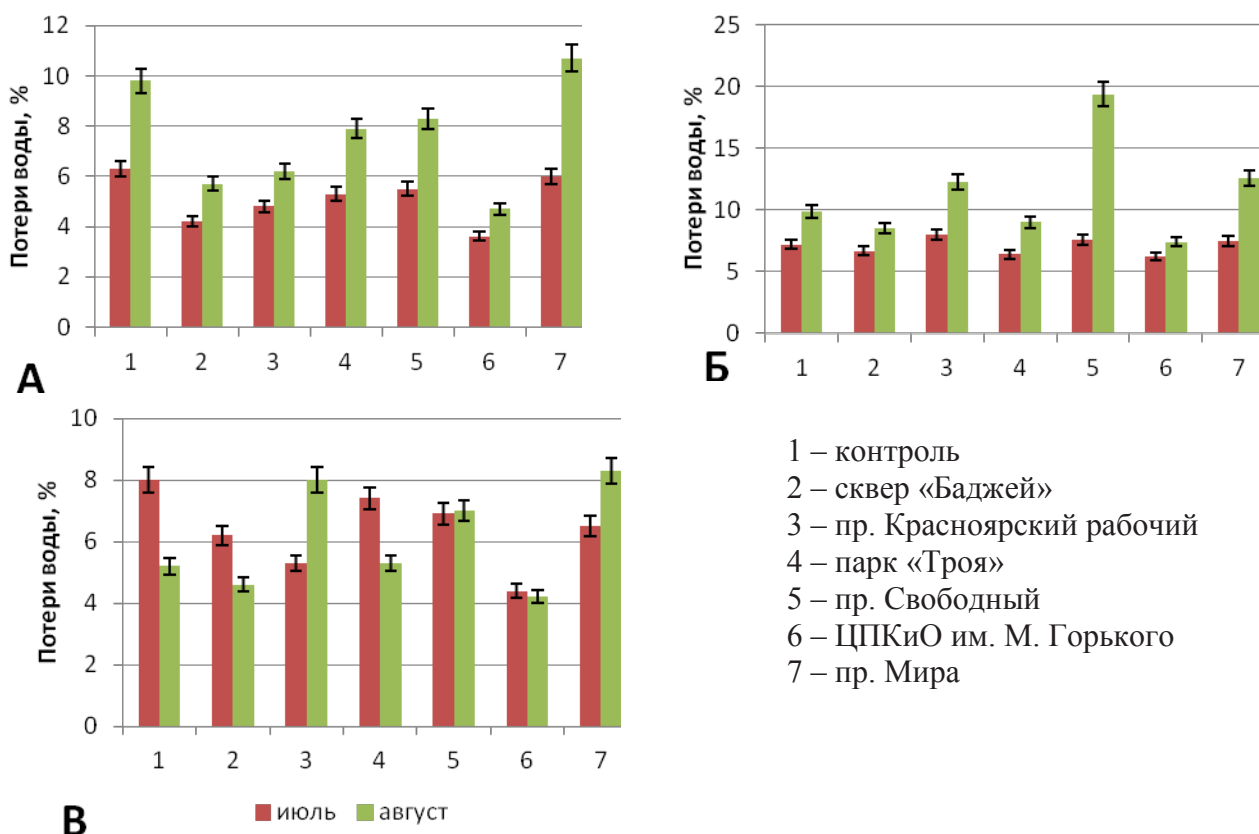 12
10
8
6
4
2
0
Потери воды, %
1 2 3 4 5 6 7
А
25
20
15
10
5
0
Потери воды, %
1 2 3 4 5 6 7
Б
10
8
6
4
2
0
Потери воды, %
1 2 3 4 5 6 7
В
июль август
1 – контроль
2 – сквер «Баджей»
3 – пр. Красноярский рабочий
4 – парк «Троя»
5 – пр. Свободный
6 – ЦПКиО им. М. Горького
7 – пр. Мира